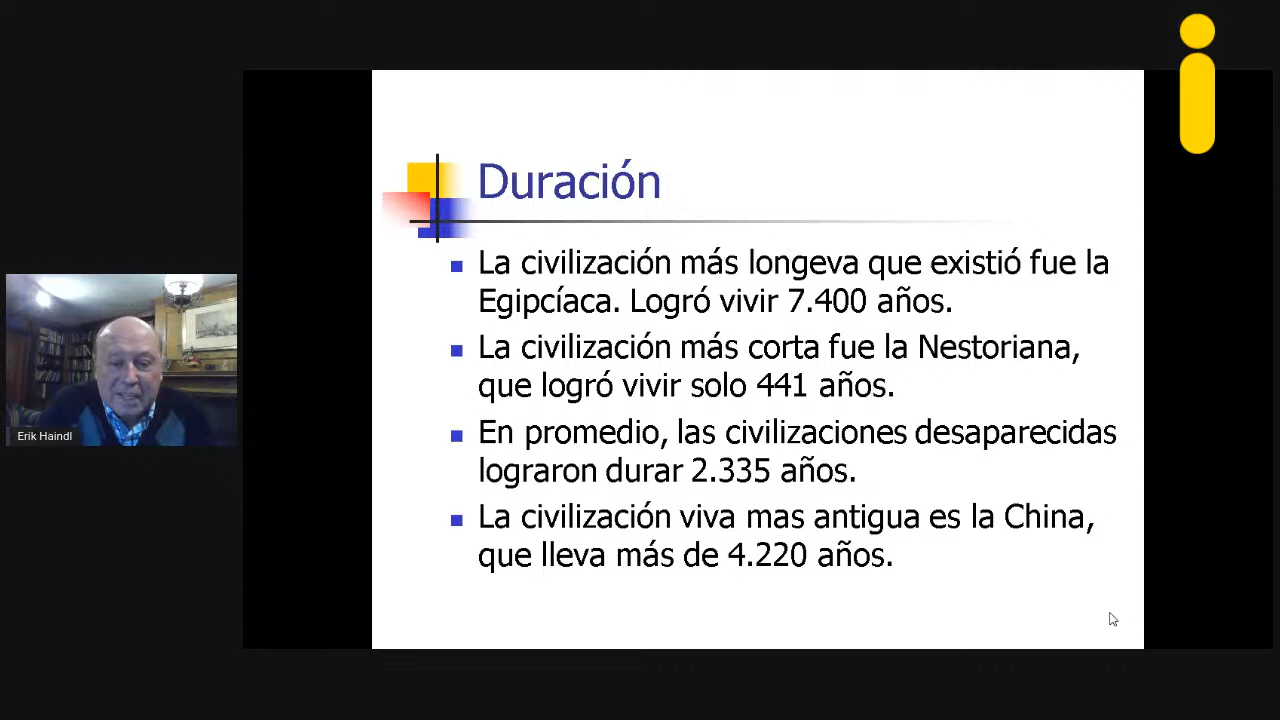 Duración
La civilización más longeva que existió fue la
Egipcíaca. Logró vivir 7.400 años.
La civilización más corta fue la Nestoriana,
que logró vivir solo 441 años.
En promedio, las civilizaciones desaparecidas
lograron durar 2.335 años.
La civilización viva mas antigua es la China,
que lleva más de 4.220 años.
Erik Haindl